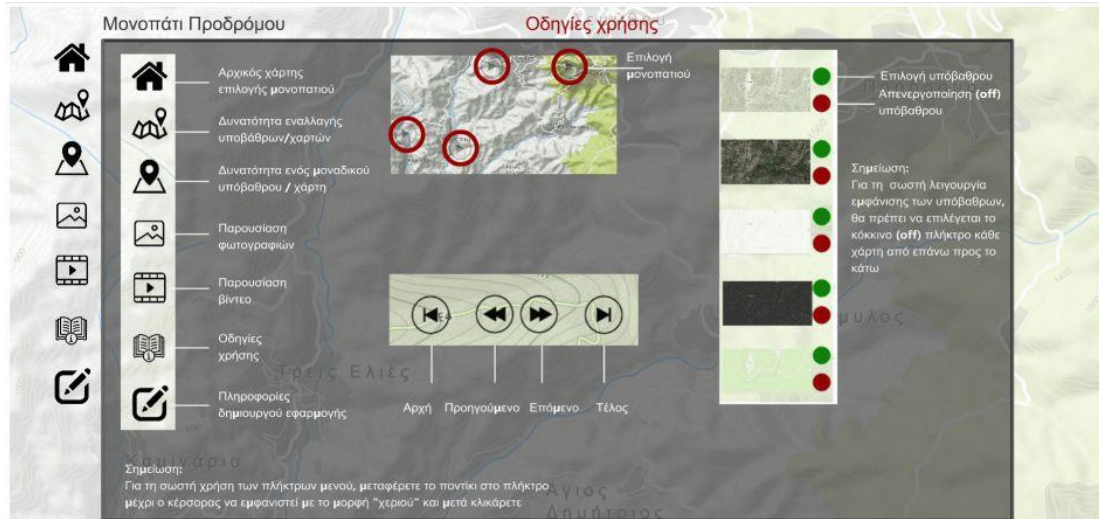 Μονοπάτι Προδρόμου
Οδηγίες χρήσης
Αρχικός χάρτης
επιλογής μονοπατιού
Δυνατότητα εναλλαγής
υποβάθρων/χαρτών
Δυνατότητα ενός μοναδικού
υπόβαθρου / χάρτη
Παρουσίαση
φωτογραφιών
Παρουσίαση
βίντεο
Οδηγίες
χρήσης
Πληροφορίες
δημιουργού εφαρμογής
Επιλογή
μονοπατιού
Αρχή Προηγούμενο Επόμενο Τέλος
Επιλογή υπόβαθρου
Απενεργοποίηση (off)
υπόβαθρου
Σημείωση:
Για τη σωστή λειγουργία
εμφάνισης των υπόβαθρων,
θα πρέπει να επιλέγεται το
κόκκινο (off) πλήκτρο κάθε
χάρτη από επάνω προς το
κάτω
Τρεις Ελιές
μυλος
Καμινάρια
Άγιος
Δημήτριος
Σημείωση:
Για τη σωστή χρήση των πλήκτρων μενού, μεταφέρετε το ποντίκι στο πλήκτρο
μέχρι ο κέρσορας να εμφανιστεί με το μορφή "χεριού" και μετά κλικάρετε